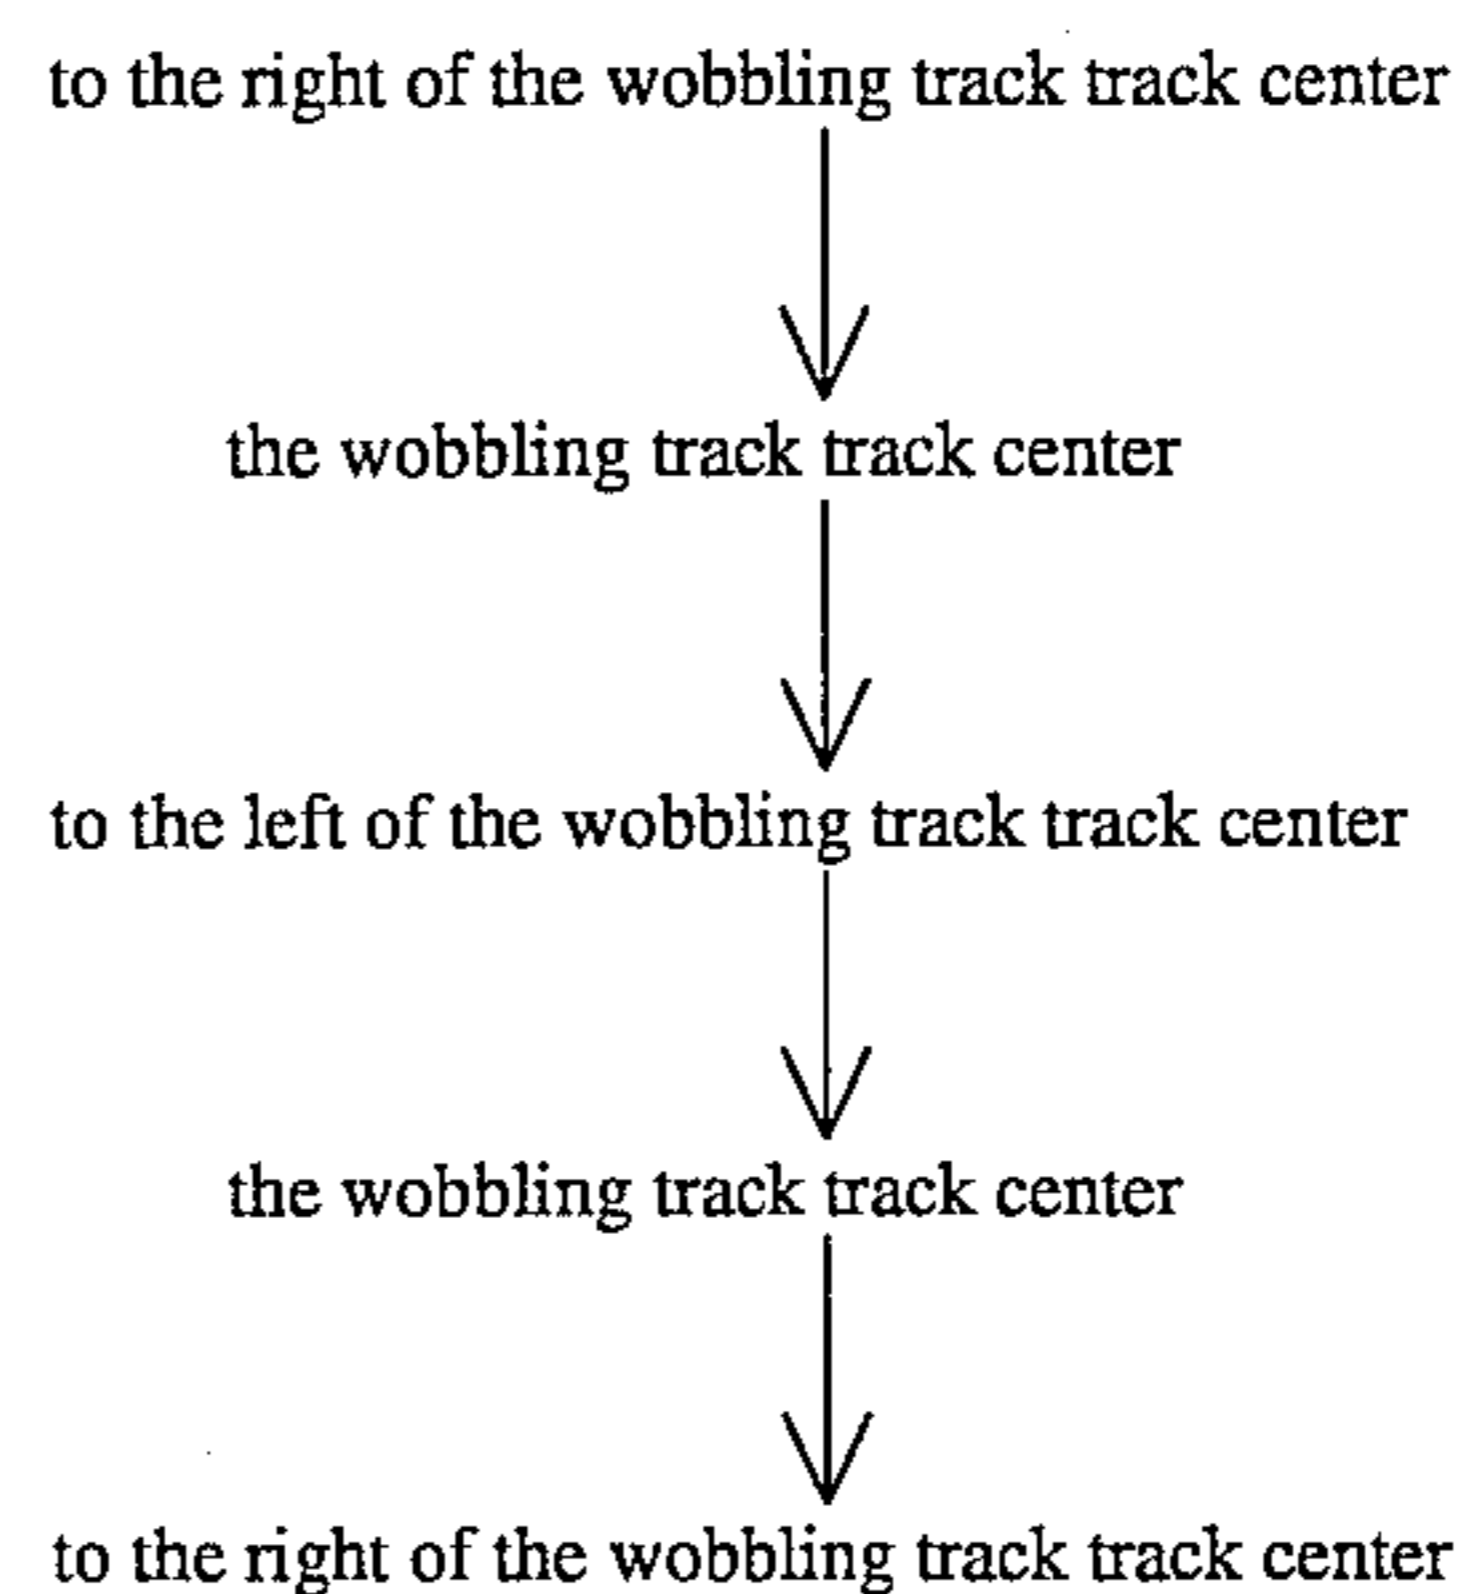 to the right of the wobbling track track center
the wobbling track track center
to the left of the wobbling track track center
the wobbling track track center
to the right of the wobbling track track center